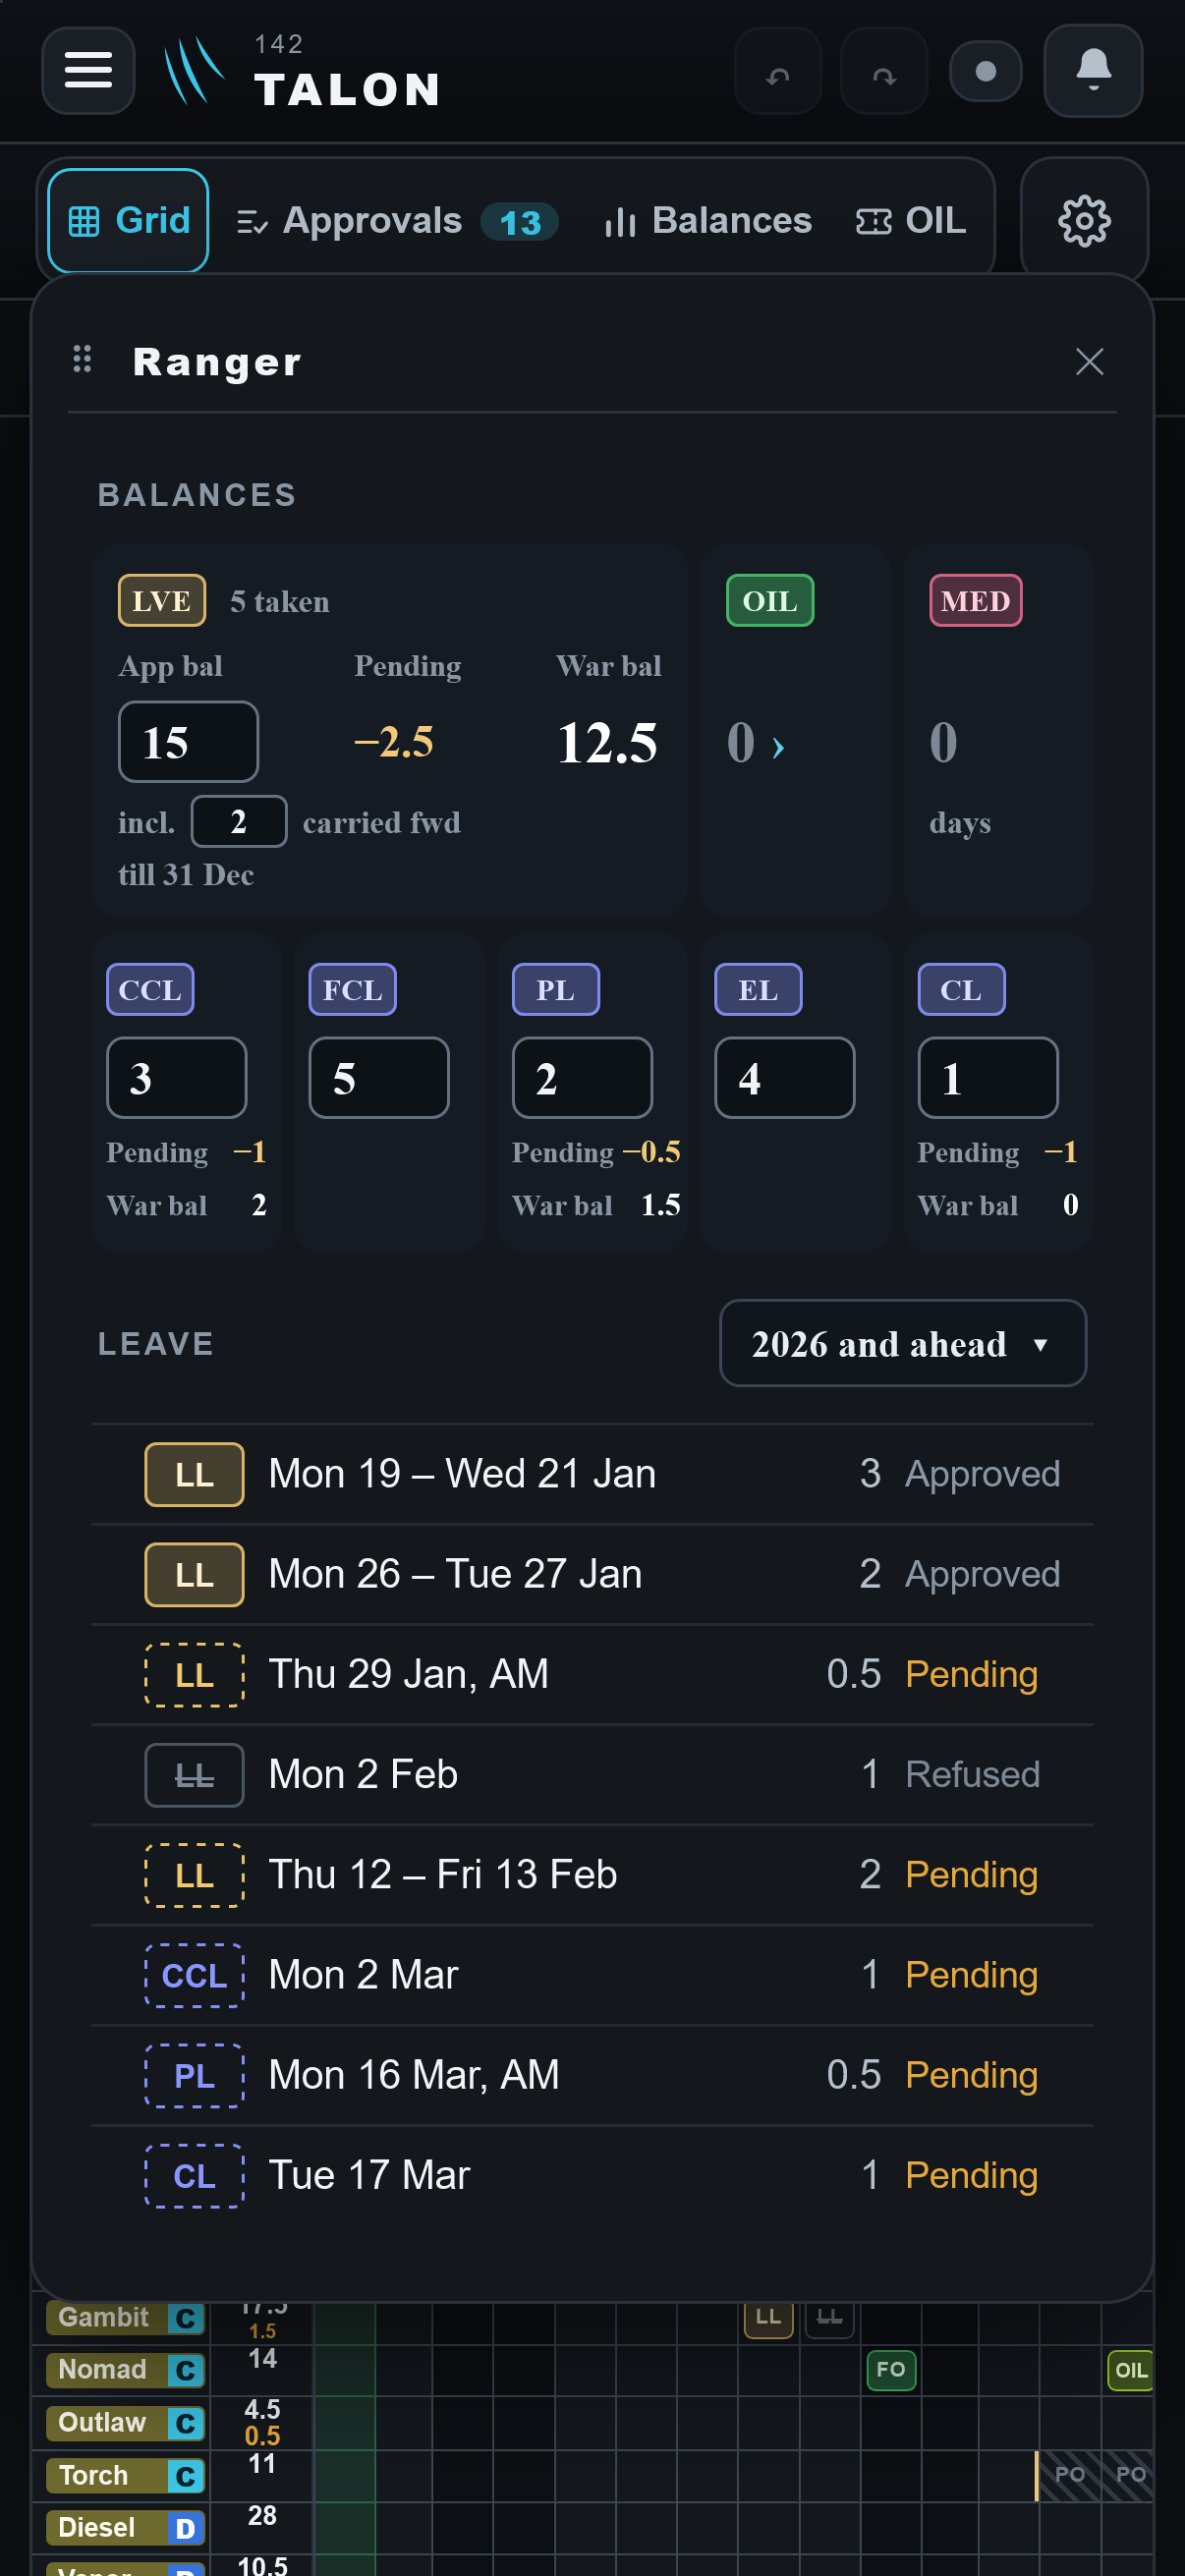 142
TALON
Grid
Approvals 13
Balances
OIL
Ranger
BALANCES
LVE 5 taken
App bal Pending War bal
15 −2.5 12.5
incl. 2 carried fwd
till 31 Dec
OIL
0 ›
MED
0
days
CCL
3
Pending −1
War bal 2
FCL
5
PL
2
Pending −0.5
War bal 1.5
EL
4
CL
1
Pending −1
War bal 0
LEAVE
2026 and ahead
LL Mon 19 – Wed 21 Jan 3 Approved
LL Mon 26 – Tue 27 Jan 2 Approved
LL Thu 29 Jan, AM 0.5 Pending
LL Mon 2 Feb 1 Refused
LL Thu 12 – Fri 13 Feb 2 Pending
CCL Mon 2 Mar 1 Pending
PL Mon 16 Mar, AM 0.5 Pending
CL Tue 17 Mar 1 Pending
Gambit C 17.5 LL LL
1.5
Nomad C 14 FO OIL
Outlaw C 4.5
0.5
Torch C 11 PO PO
Diesel D 28
10.5